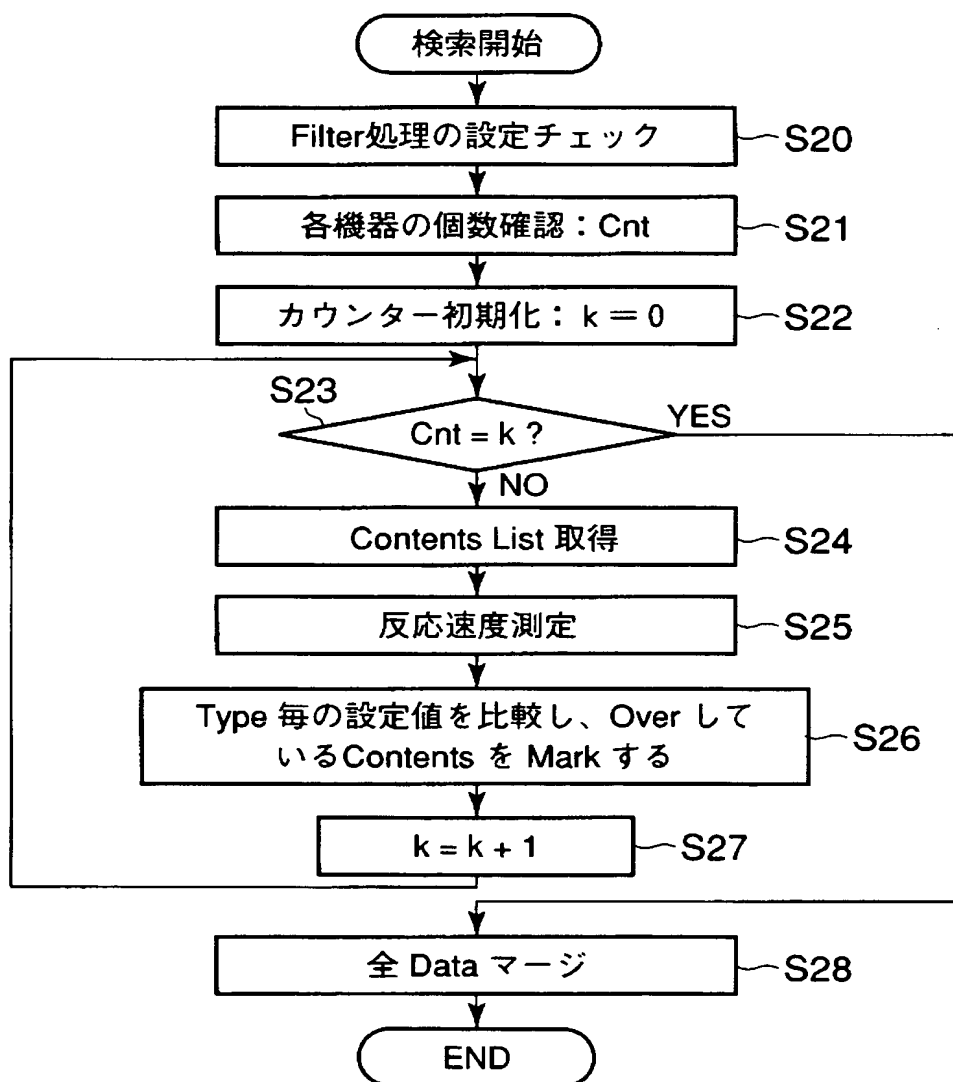 検索開始
Filter処理の設定チェック
S20
各機器の個数確認：Cnt
S21
カウンター初期化： k = 0
S22
S23
Cnt = k ?
YES
NO
Contents List 取得
S24
反応速度測定
S25
Type 毎の設定値を比較し、Over して
いるContents を Mark する
S26
k = k + 1
S27
全 Data マージ
S28
END